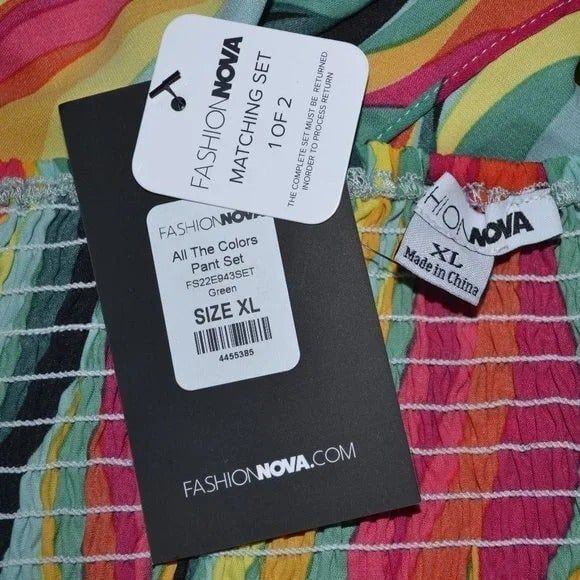 FASHIONNOVA
MATCHING SET
1 OF 2
THE COMPLETE SET MUST BE RETURNED
INORDER TO PROCESS RETURN
FASHIONNOVA
All The Colors
Pant Set
FS22E943SET
Green
SIZE XL
4455385
FASHIONNOVA.COM
HIONNOVA
XL
Made in China